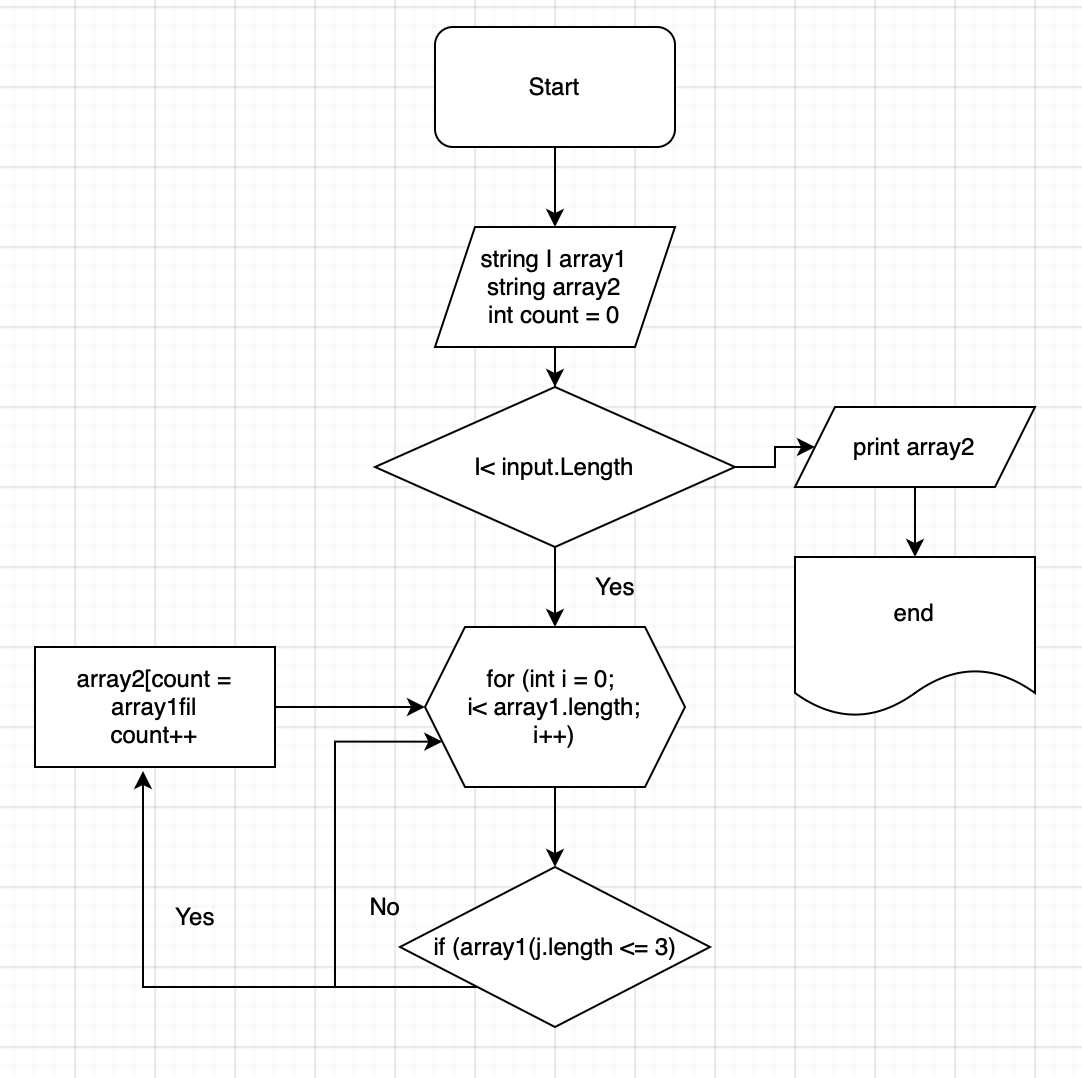 Start
string I array1
string array2
int count = 0
I< input.Length
print array2
end
Yes
for (int i = 0;
i< array1.length;
i++)
array2[count =
array1fil
count++
Yes
No
if (array1(j.length <= 3)